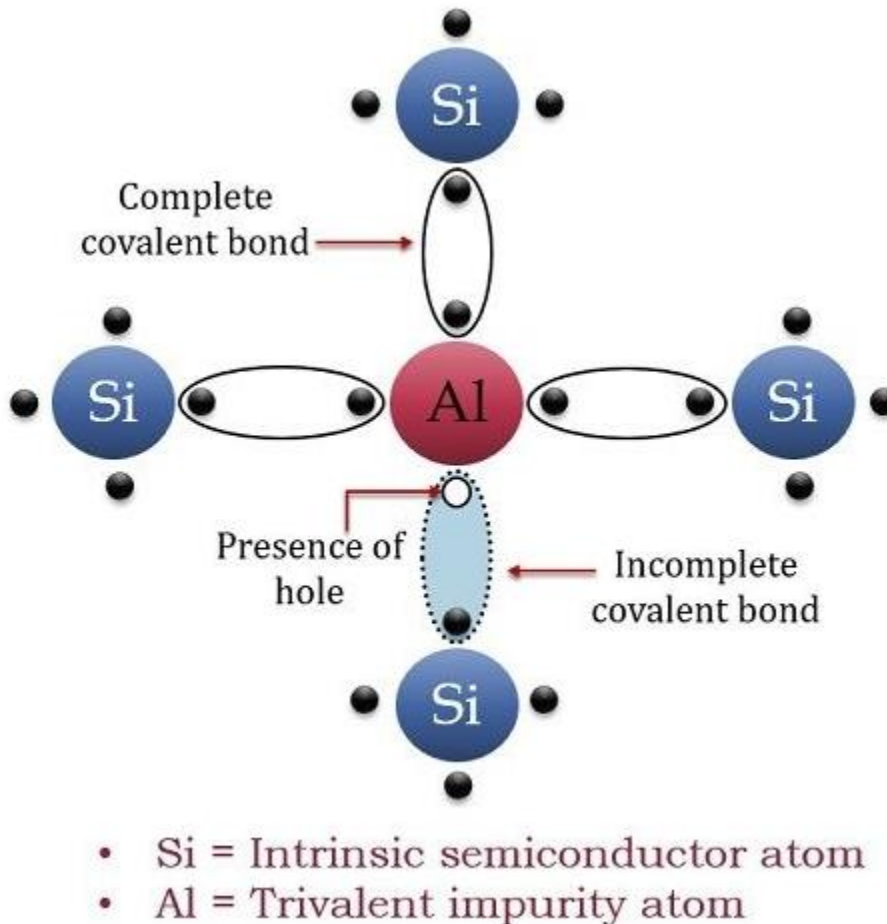 Si
Complete
covalent bond
Si
Al
Si
Presence of
hole
Incomplete
covalent bond
Si
• Si = Intrinsic semiconductor atom
• Al = Trivalent impurity atom